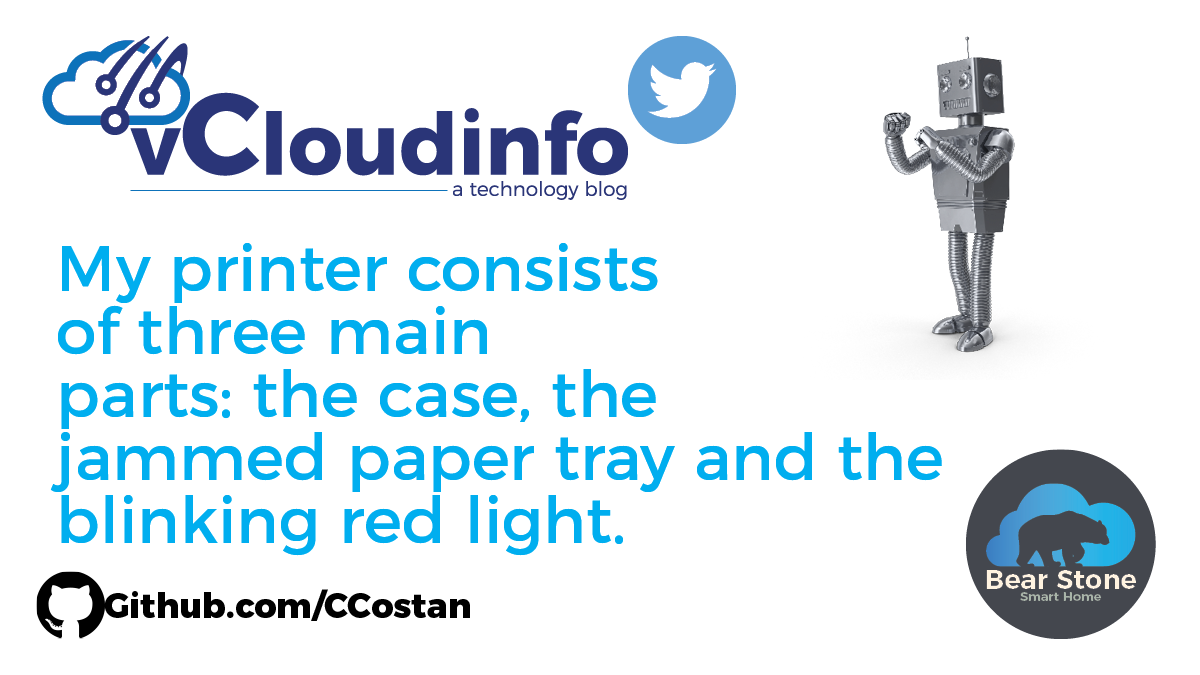 vCloudinfo
a technology blog
My printer consists
of three main
parts: the case, the
jammed paper tray and the
blinking red light.
Bear Stone
Smart Home
Github.com/CCostan